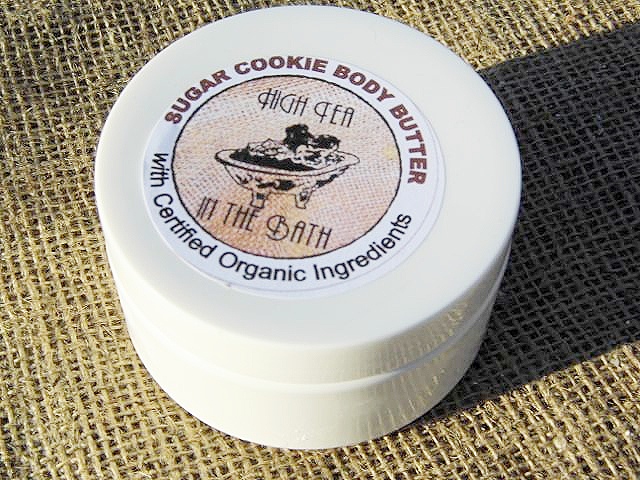 SUGAR COOKIE BODY BUTTER
HIGH TEA
IN THE BATH
with Certified Organic Ingredients